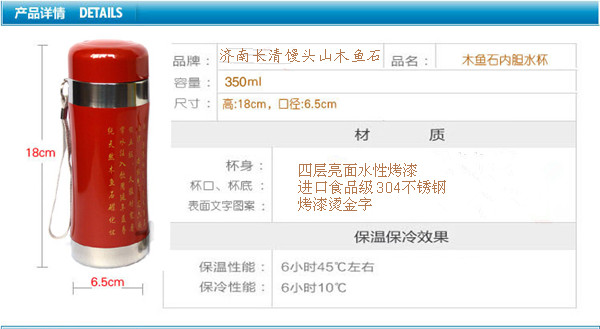 产品详情 DETAILS
品牌: 济南长清馒头山木鱼石 品名: 木鱼石内胆水杯
容量: 350ml
尺寸: 高:18cm，口径:6.5cm
材 质
杯身: 四层亮面水性烤漆
杯口、杯底: 进口食品级304不锈钢
表面文字图案: 烤漆烫金字
保温保冷效果
保温性能: 6小时45℃左右
保冷性能: 6小时10℃
18cm
6.5cm